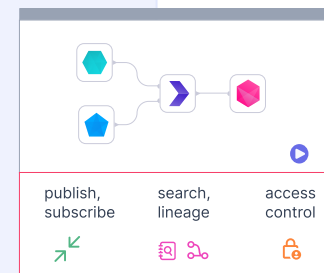 publish,
subscribe
search,
lineage
access
control